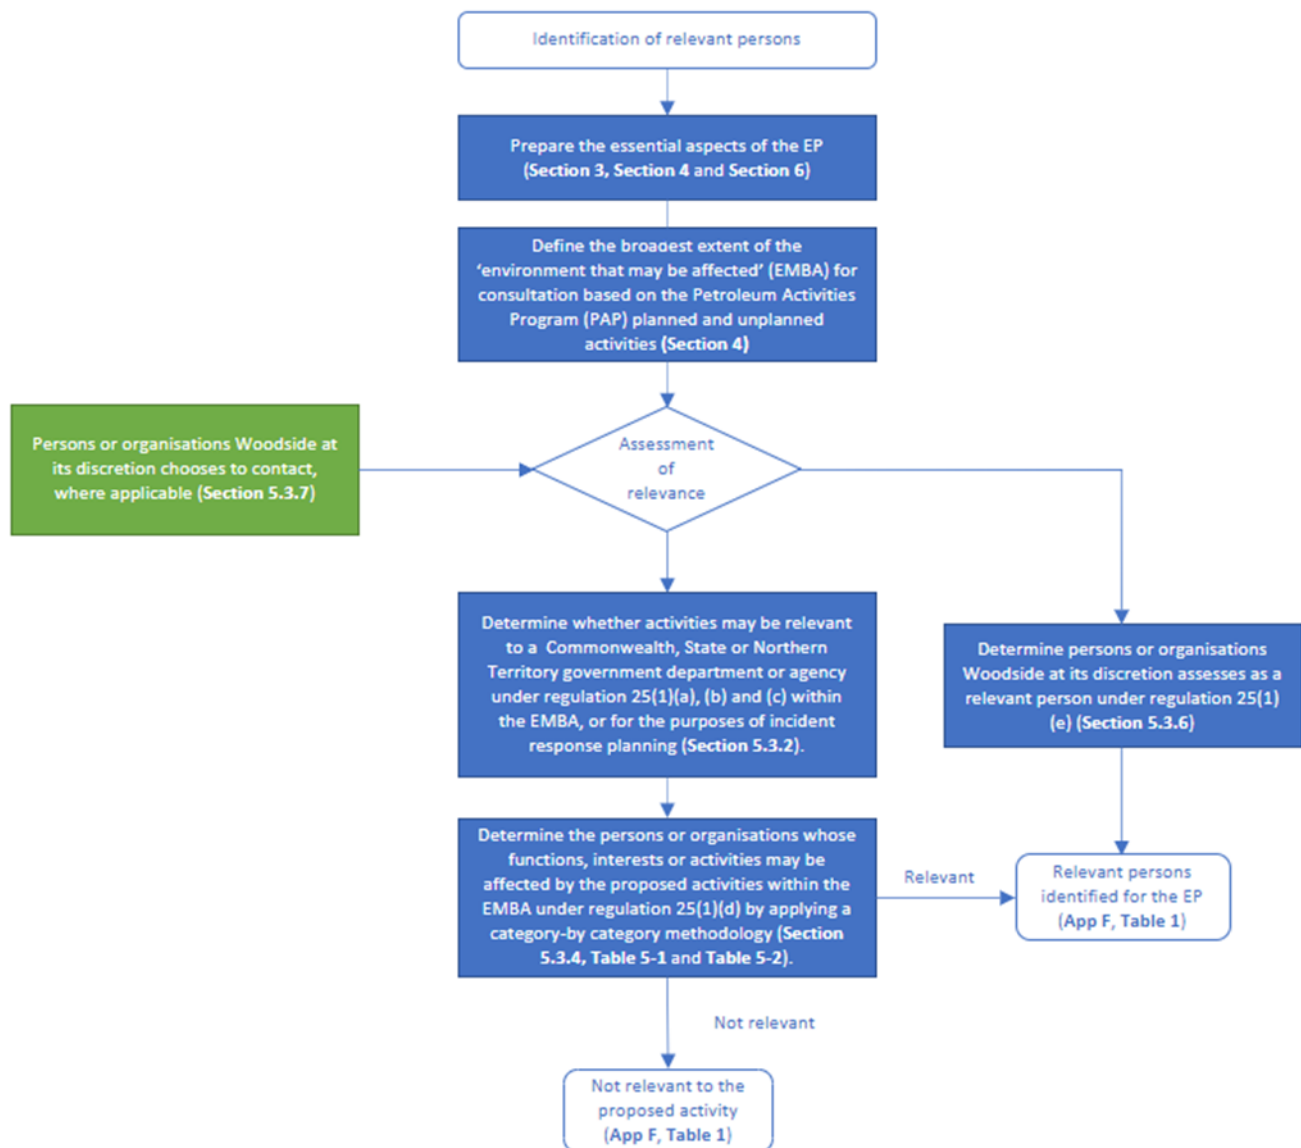 Identification of relevant persons
Prepare the essential aspects of the EP
(Section 3, Section 4 and Section 6)
Define the broadest extent of the
‘environment that may be affected’ (EMBA) for
consultation based on the Petroleum Activities
Program (PAP) planned and unplanned
activities (Section 4)
Persons or organisations Woodside at
its discretion chooses to contact,
where applicable (Section 5.3.7)
Assessment
of
relevance
Determine whether activities may be relevant
to a Commonwealth, State or Northern
Territory government department or agency
under regulation 25(1)(a), (b) and (c) within
the EMBA, or for the purposes of incident
response planning (Section 5.3.2).
Determine persons or organisations
Woodside at its discretion assesses as a
relevant person under regulation 25(1)
(e) (Section 5.3.6)
Determine the persons or organisations whose
functions, interests or activities may be
affected by the proposed activities within the
EMBA under regulation 25(1)(d) by applying a
category-by category methodology (Section
5.3.4, Table 5-1 and Table 5-2).
Relevant
Relevant persons
identified for the EP
(App F, Table 1)
Not relevant
Not relevant to the
proposed activity
(App F, Table 1)